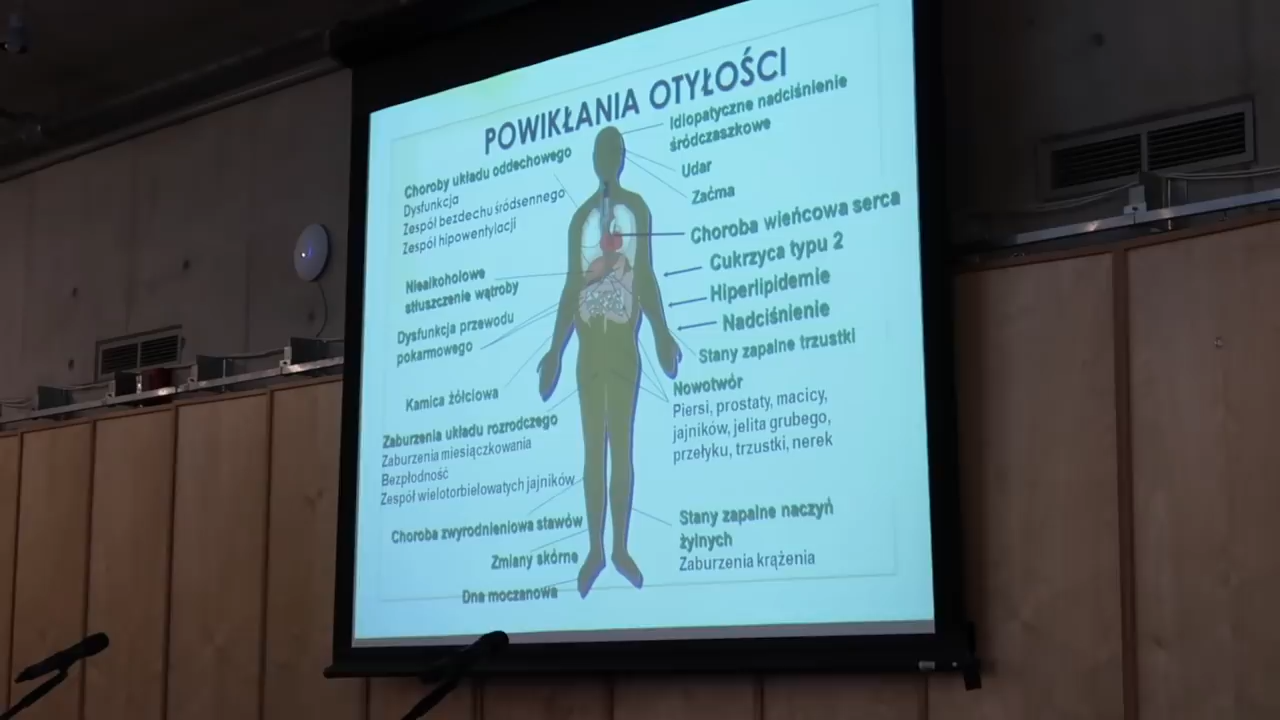 POWIKŁANIA OTYŁOŚCI
Choroby układu oddechowego
Dysfunkcja
Zespół bezdechu śródsennego
Zespół hipowentylacji
Niealkoholowe
stłuszczenie wątroby
Dysfunkcja przewodu
pokarmowego
Kamica żółciowa
Zaburzenia układu rozrodczego
Zaburzenia miesiączkowania
Bezpłodność
Zespół wielotorbielowatych jajników
Choroba zwyrodnieniowa stawów
Zmiany skórne
Dna moczanowa
Idiopatyczne nadciśnienie
śródczaszkowe
Udar
Zaćma
Choroba wieńcowa serca
Cukrzyca typu 2
Hiperlipidemie
Nadciśnienie
Stany zapalne trzustki
Nowotwór
Piersi, prostaty, macicy,
jajników, jelita grubego,
przełyku, trzustki, nerek
Stany zapalne naczyń
żylnych
Zaburzenia krążenia